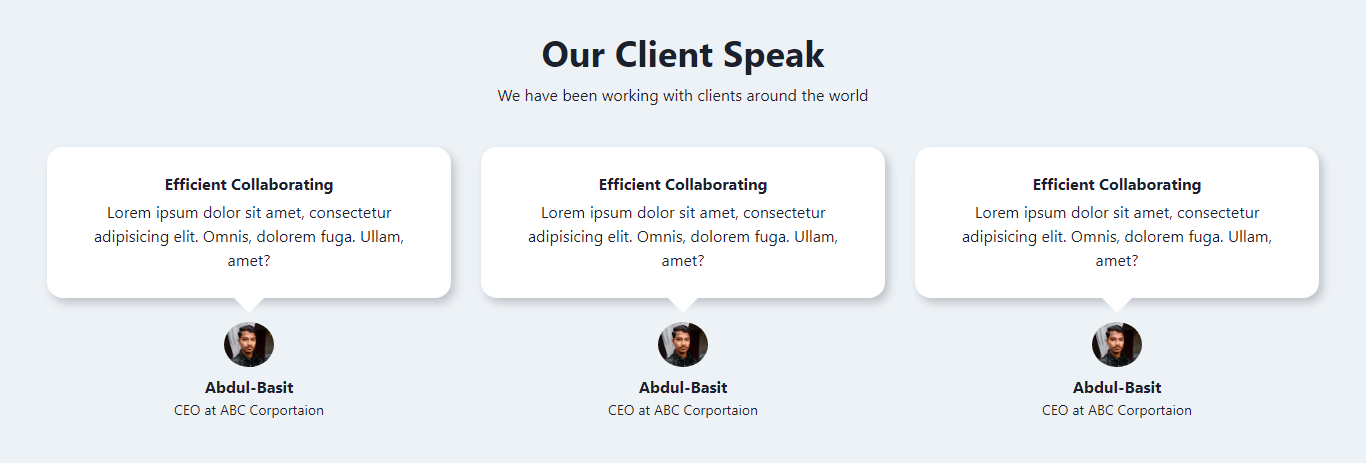 Our Client Speak
We have been working with clients around the world
Efficient Collaborating
Lorem ipsum dolor sit amet, consectetur
adipisicing elit. Omnis, dolorem fuga. Ullam,
amet?
Abdul-Basit
CEO at ABC Corportaion
Efficient Collaborating
Lorem ipsum dolor sit amet, consectetur
adipisicing elit. Omnis, dolorem fuga. Ullam,
amet?
Abdul-Basit
CEO at ABC Corportaion
Efficient Collaborating
Lorem ipsum dolor sit amet, consectetur
adipisicing elit. Omnis, dolorem fuga. Ullam,
amet?
Abdul-Basit
CEO at ABC Corportaion